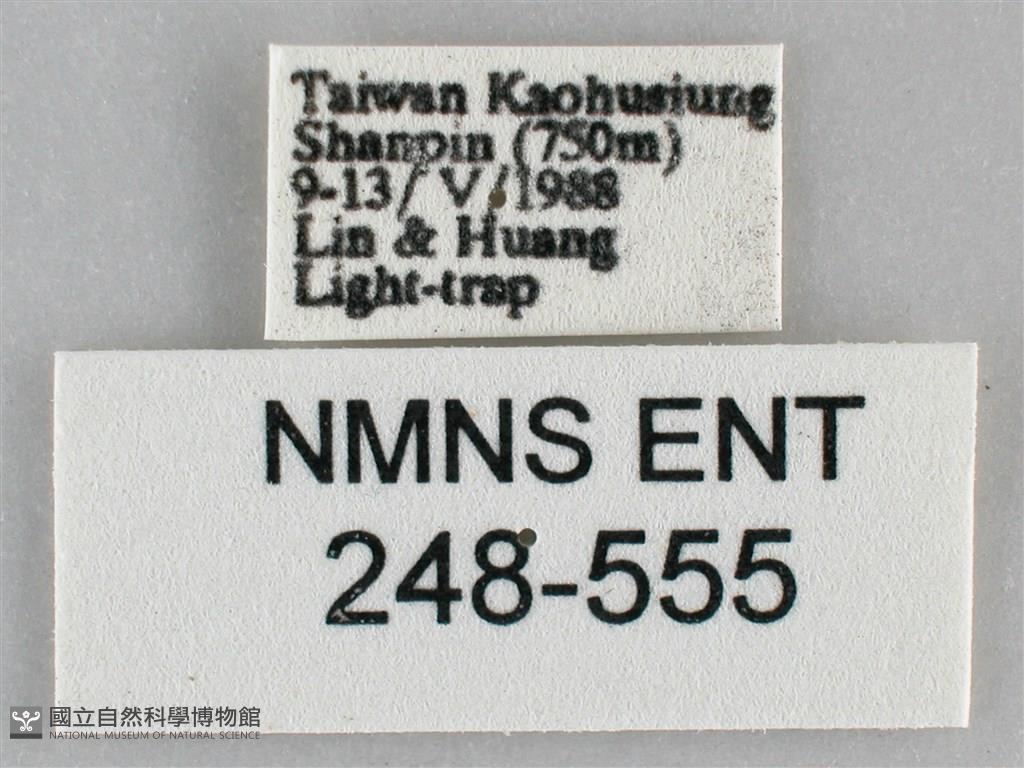 Taiwan Kaohusiung
Shanpin (750m)
9-13/ V/1988
Lin & Huang
Light-trap
NMNS ENT
248-555
國立自然科學博物館
NATIONAL MUSEUM OF NATURAL SCIENCE